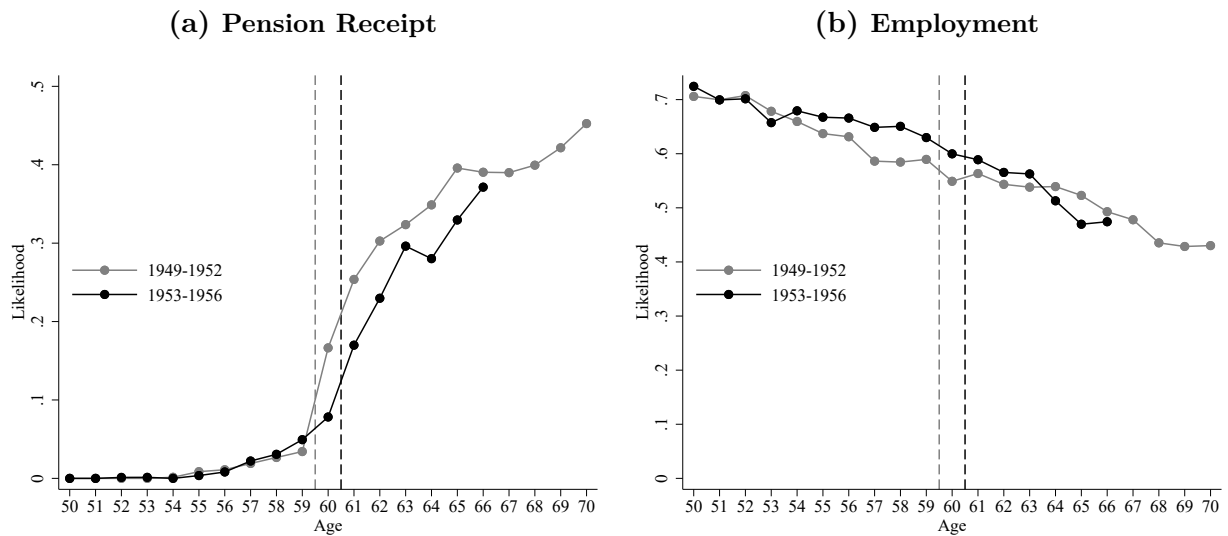 (a) Pension Receipt
Likelihood
.5
.4
.3
.2
.1
0
1949-1952
1953-1956
50 51 52 53 54 55 56 57 58 59 60 61 62 63 64 65 66 67 68 69 70
Age
(b) Employment
Likelihood
.7
.6
.5
.4
.3
.2
.1
0
1949-1952
1953-1956
50 51 52 53 54 55 56 57 58 59 60 61 62 63 64 65 66 67 68 69 70
Age